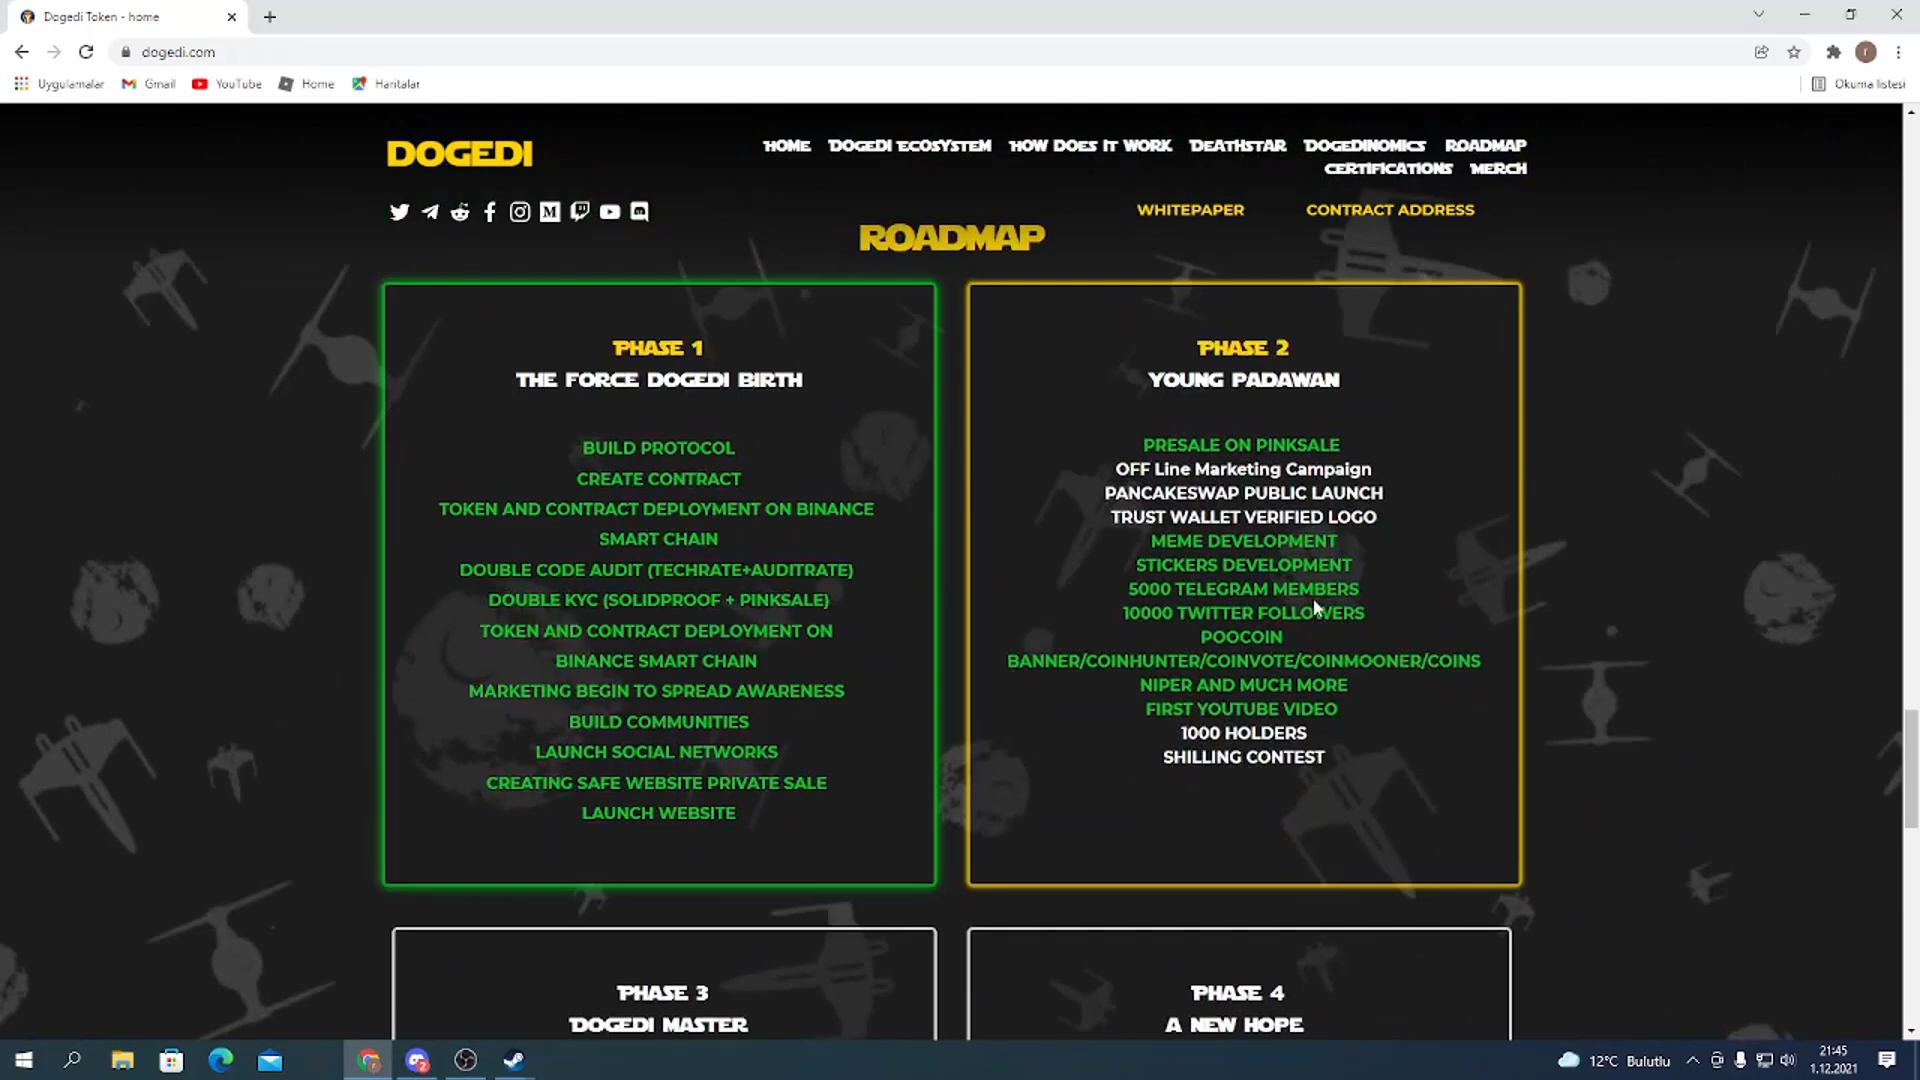 Dogedi Token - home
dogedi.com
Uygulamalar Gmail YouTube Home Haritalar Okuma listesi
DOGEDI
HOME DOGEDI ECOSYSTEM HOW DOES IT WORK DEATHSTAR DOGEDINOMICS ROADMAP
CERTIFICATIONS MERCH
WHITEPAPER CONTRACT ADDRESS
ROADMAP
PHASE 1
THE FORCE DOGEDI BIRTH
BUILD PROTOCOL
CREATE CONTRACT
TOKEN AND CONTRACT DEPLOYMENT ON BINANCE
SMART CHAIN
DOUBLE CODE AUDIT (TECHRATE+AUDITRATE)
DOUBLE KYC (SOLIDPROOF + PINKSALE)
TOKEN AND CONTRACT DEPLOYMENT ON
BINANCE SMART CHAIN
MARKETING BEGIN TO SPREAD AWARENESS
BUILD COMMUNITIES
LAUNCH SOCIAL NETWORKS
CREATING SAFE WEBSITE PRIVATE SALE
LAUNCH WEBSITE
PHASE 2
YOUNG PADAWAN
PRESALE ON PINKSALE
OFF Line Marketing Campaign
PANCAKESWAP PUBLIC LAUNCH
TRUST WALLET VERIFIED LOGO
MEME DEVELOPMENT
STICKERS DEVELOPMENT
5000 TELEGRAM MEMBERS
10000 TWITTER FOLLOWERS
POOCOIN
BANNER/COINHUNTER/COINVOTE/COINMOONER/COINS
NIPER AND MUCH MORE
FIRST YOUTUBE VIDEO
1000 HOLDERS
SHILLING CONTEST
PHASE 3
DOGEDI MASTER
PHASE 4
A NEW HOPE
12°C Bulutlu
21:45
1.12.2021